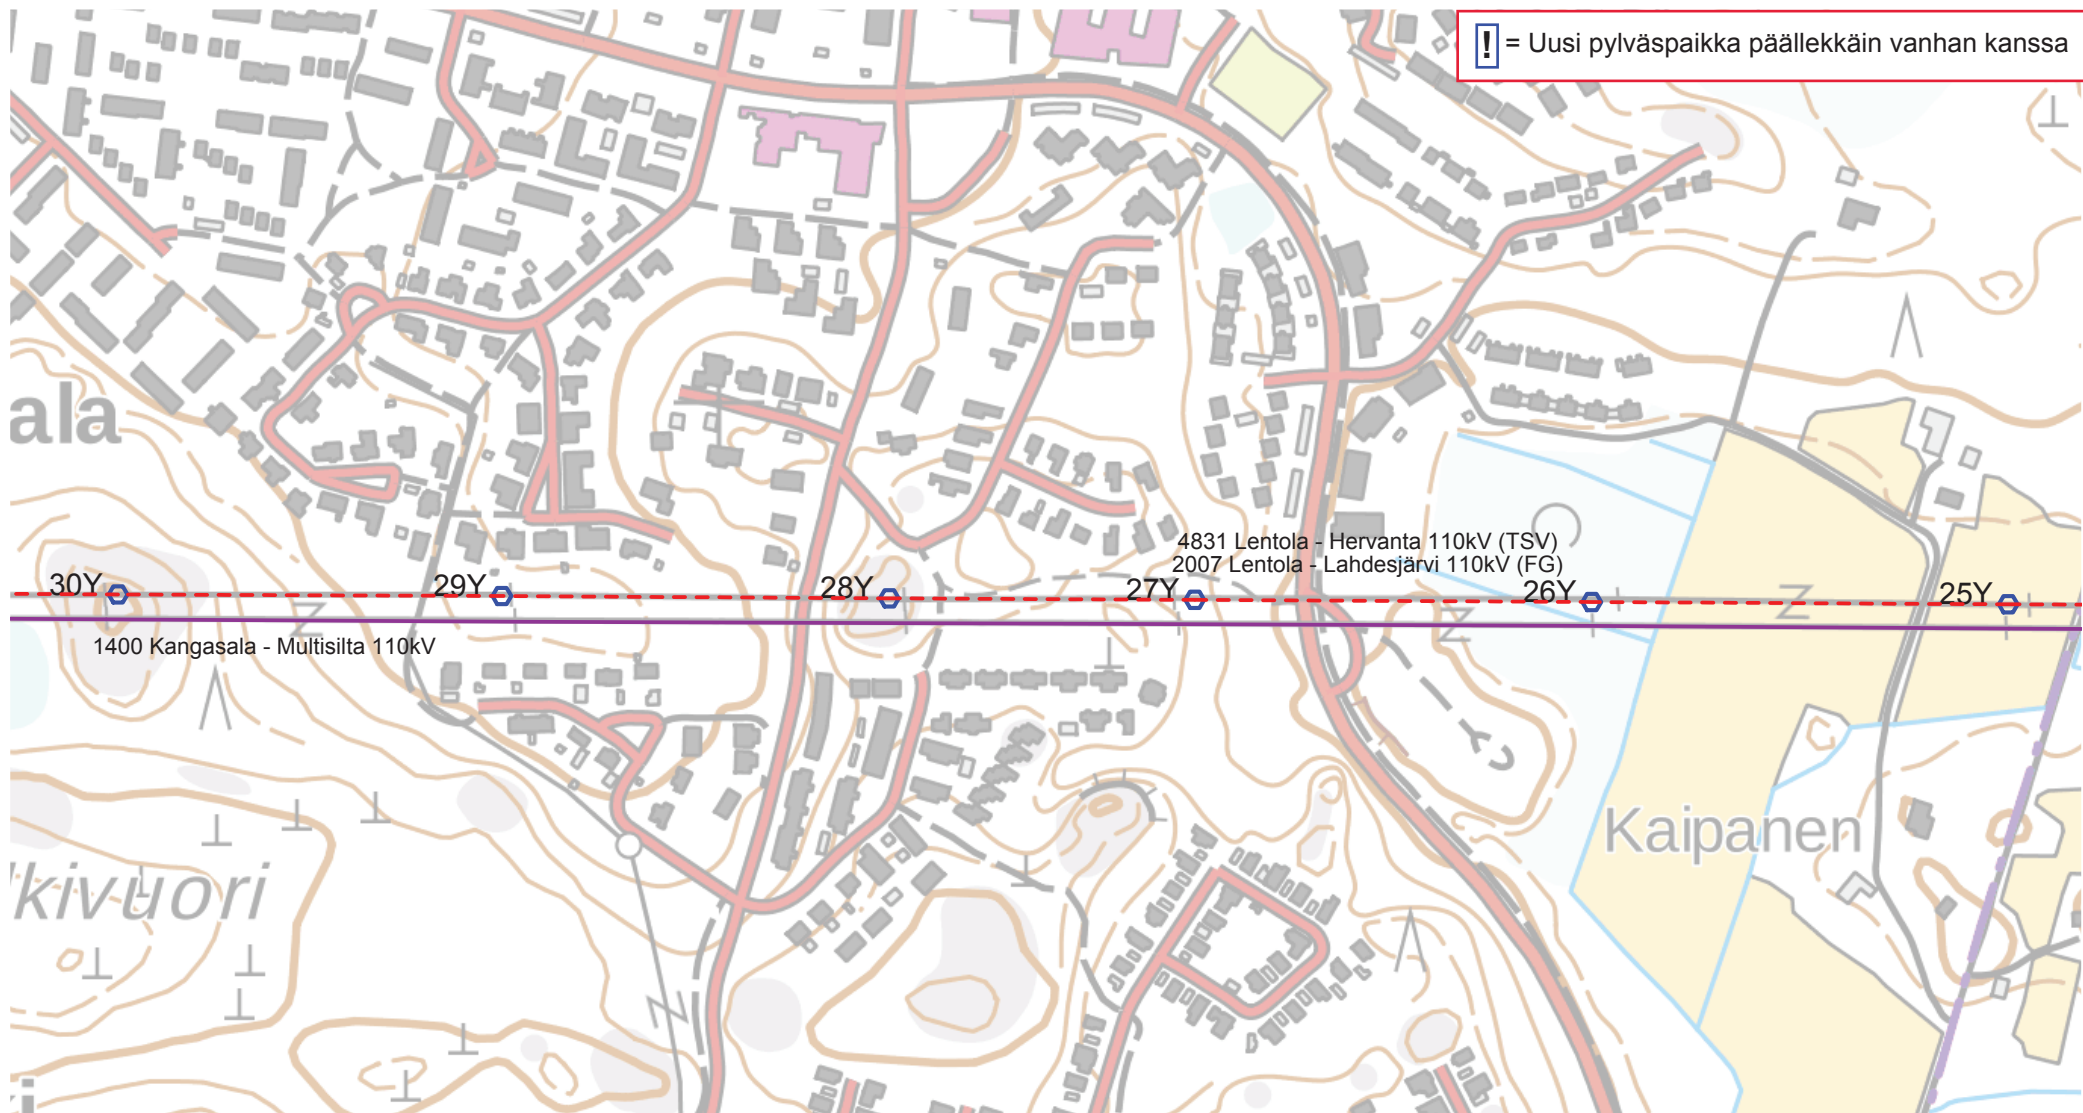 ! = Uusi pylväspaikka päällekkäin vanhan kanssa
ala
4831 Lentola - Hervanta 110kV (TSV)
2007 Lentola - Lahdesjärvi 110kV (FG)
30Y
29Y
28Y
27Y
26Y
25Y
1400 Kangasala - Multisilta 110kV
Kaipanen
lkivuori